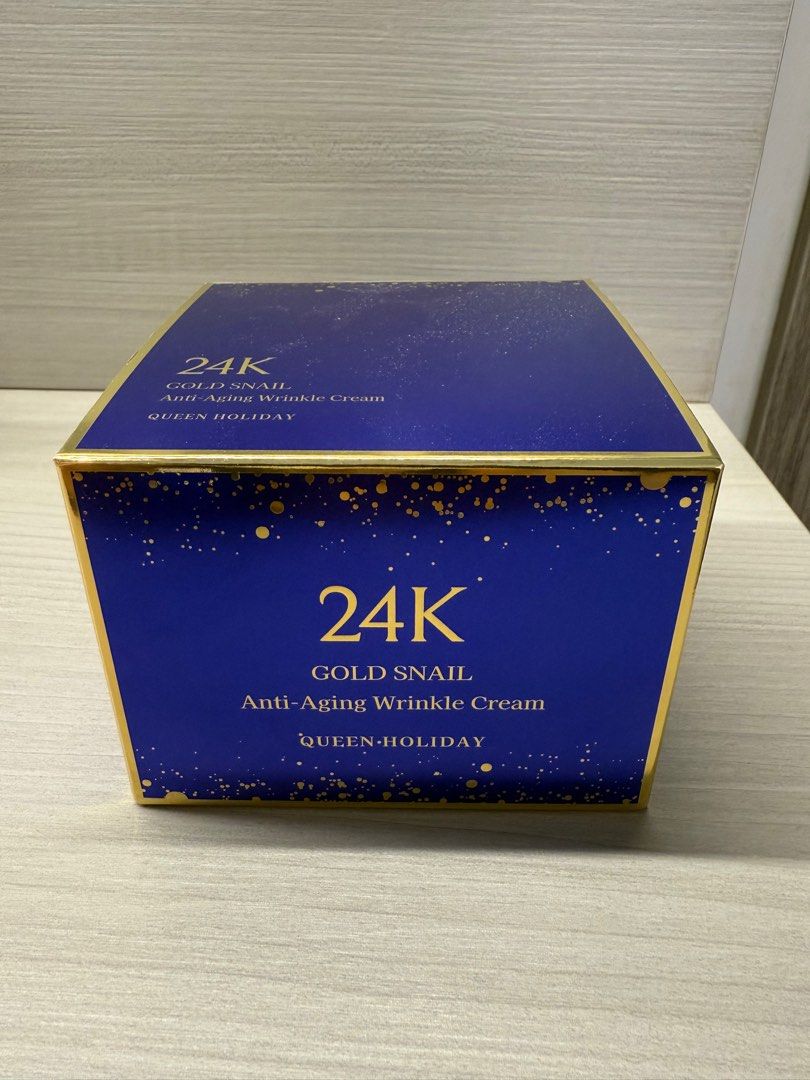 24K
GOLD SNAIL
Anti-Aging Wrinkle Cream
QUEEN HOLIDAY
24K
GOLD SNAIL
Anti-Aging Wrinkle Cream
QUEEN HOLIDAY